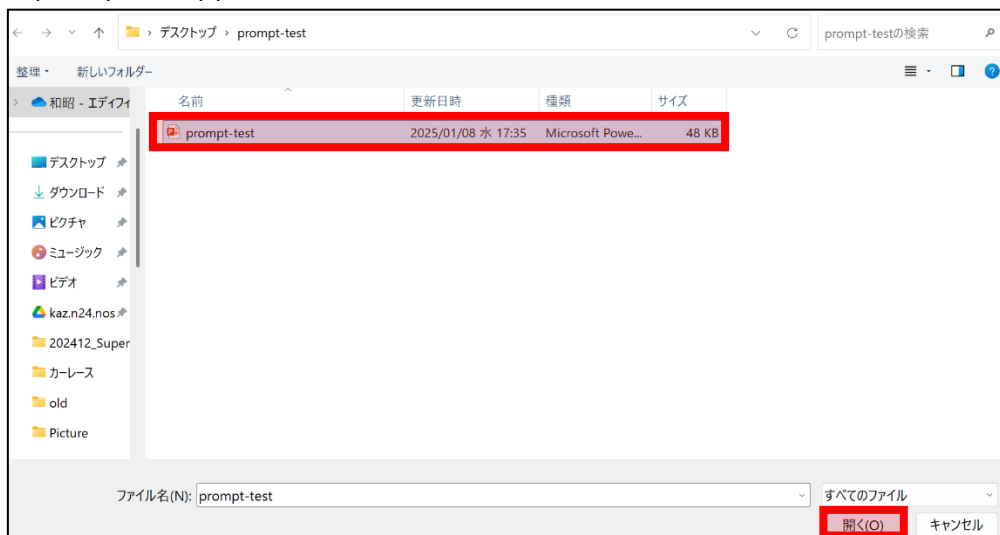 デスクトップ › prompt-test
prompt-testの検索
整理
新しいフォルダー
和昭 - エディフィ
名前 更新日時 種類 サイズ
prompt-test 2025/01/08 水 17:35 Microsoft Powe... 48 KB
デスクトップ
ダウンロード
ピクチャ
ミュージック
ビデオ
kaz.n24.nos
202412_Super
カーレース
old
Picture
ファイル名(N): prompt-test
すべてのファイル
開く(O) キャンセル